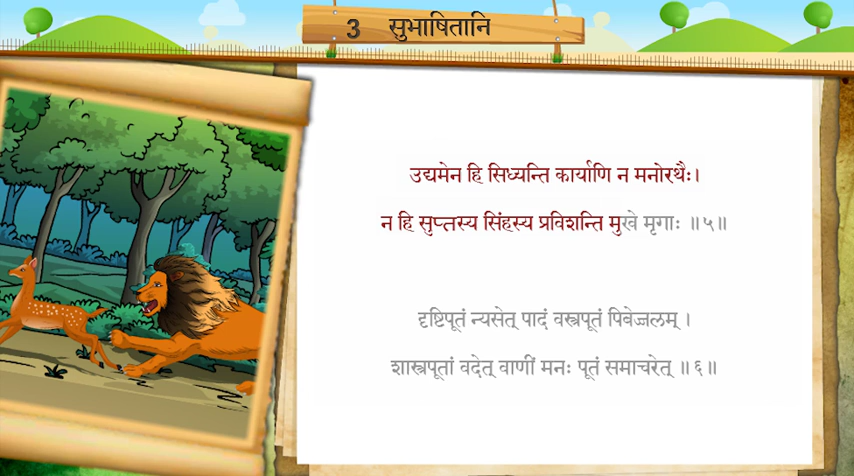 3 सुभाषितानि
उद्यमेन हि सिध्यन्ति कार्याणि न मनोरथैः।
न हि सुप्तस्य सिंहस्य प्रविशन्ति मुखे मृगाः ॥५॥
दृष्टिपूतं न्यसेत् पादं वस्त्रपूतं पिबेज्जलम् ।
शास्त्रपूतां वदेत् वाणीं मनः पूतं समाचरेत् ॥६॥